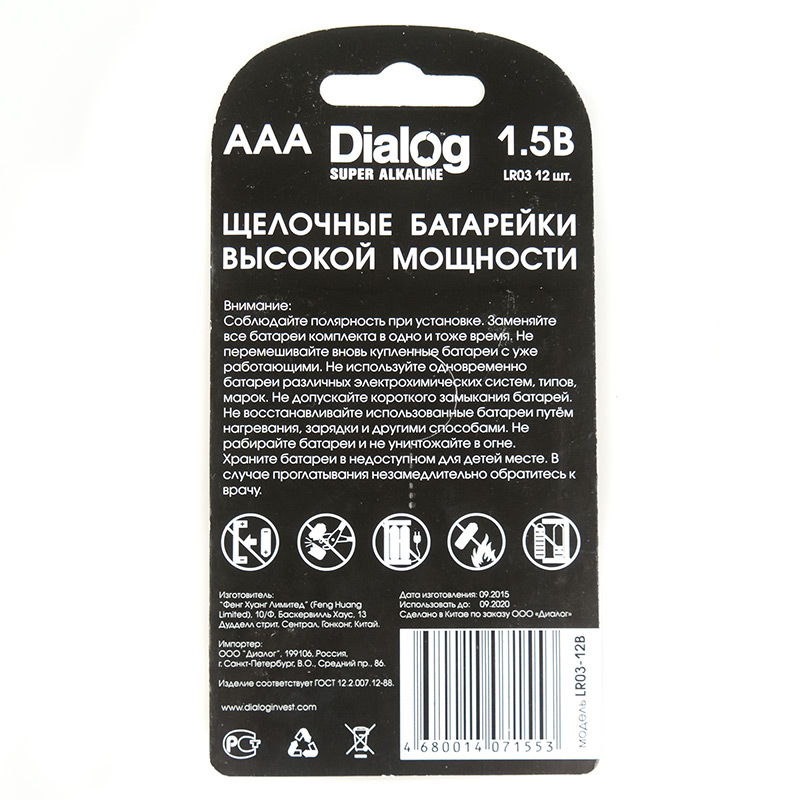 AAA Dialog™ 1.5В
SUPER ALKALINE LR03 12 шт.
ЩЕЛОЧНЫЕ БАТАРЕЙКИ
ВЫСОКОЙ МОЩНОСТИ
Внимание:
Соблюдайте полярность при установке. Заменяйте
все батареи комплекта в одно и тоже время. Не
перемешивайте вновь купленные батареи с уже
работающими. Не используйте одновременно
батареи различных электрохимических систем, типов,
марок. Не допускайте короткого замыкания батарей.
Не восстанавливайте использованные батареи путём
нагревания, зарядки и другими способами. Не
рабирайте батареи и не уничтожайте в огне.
Храните батареи в недоступном для детей месте. В
случае проглатывания незамедлительно обратитесь к
врачу.
Изготовитель:
"Фенг Хуанг Лимитед" (Feng Huang
Limited), 10/Ф, Баскервилль Хаус, 13
Дудделл стрит. Сентрал, Гонконг, Китай.
Импортер:
ООО "Диалог", 199106, Россия,
г. Санкт-Петербург, В.О., Средний пр., 86.
Изделие соответствует ГОСТ 12.2.007.12-88.
www.dialoginvest.com
Дата изготовления: 09.2015
Использовать до: 09.2020
Сделано в Китае по заказу ООО «Диалог»
4 680014 071553
модель LR03-12B